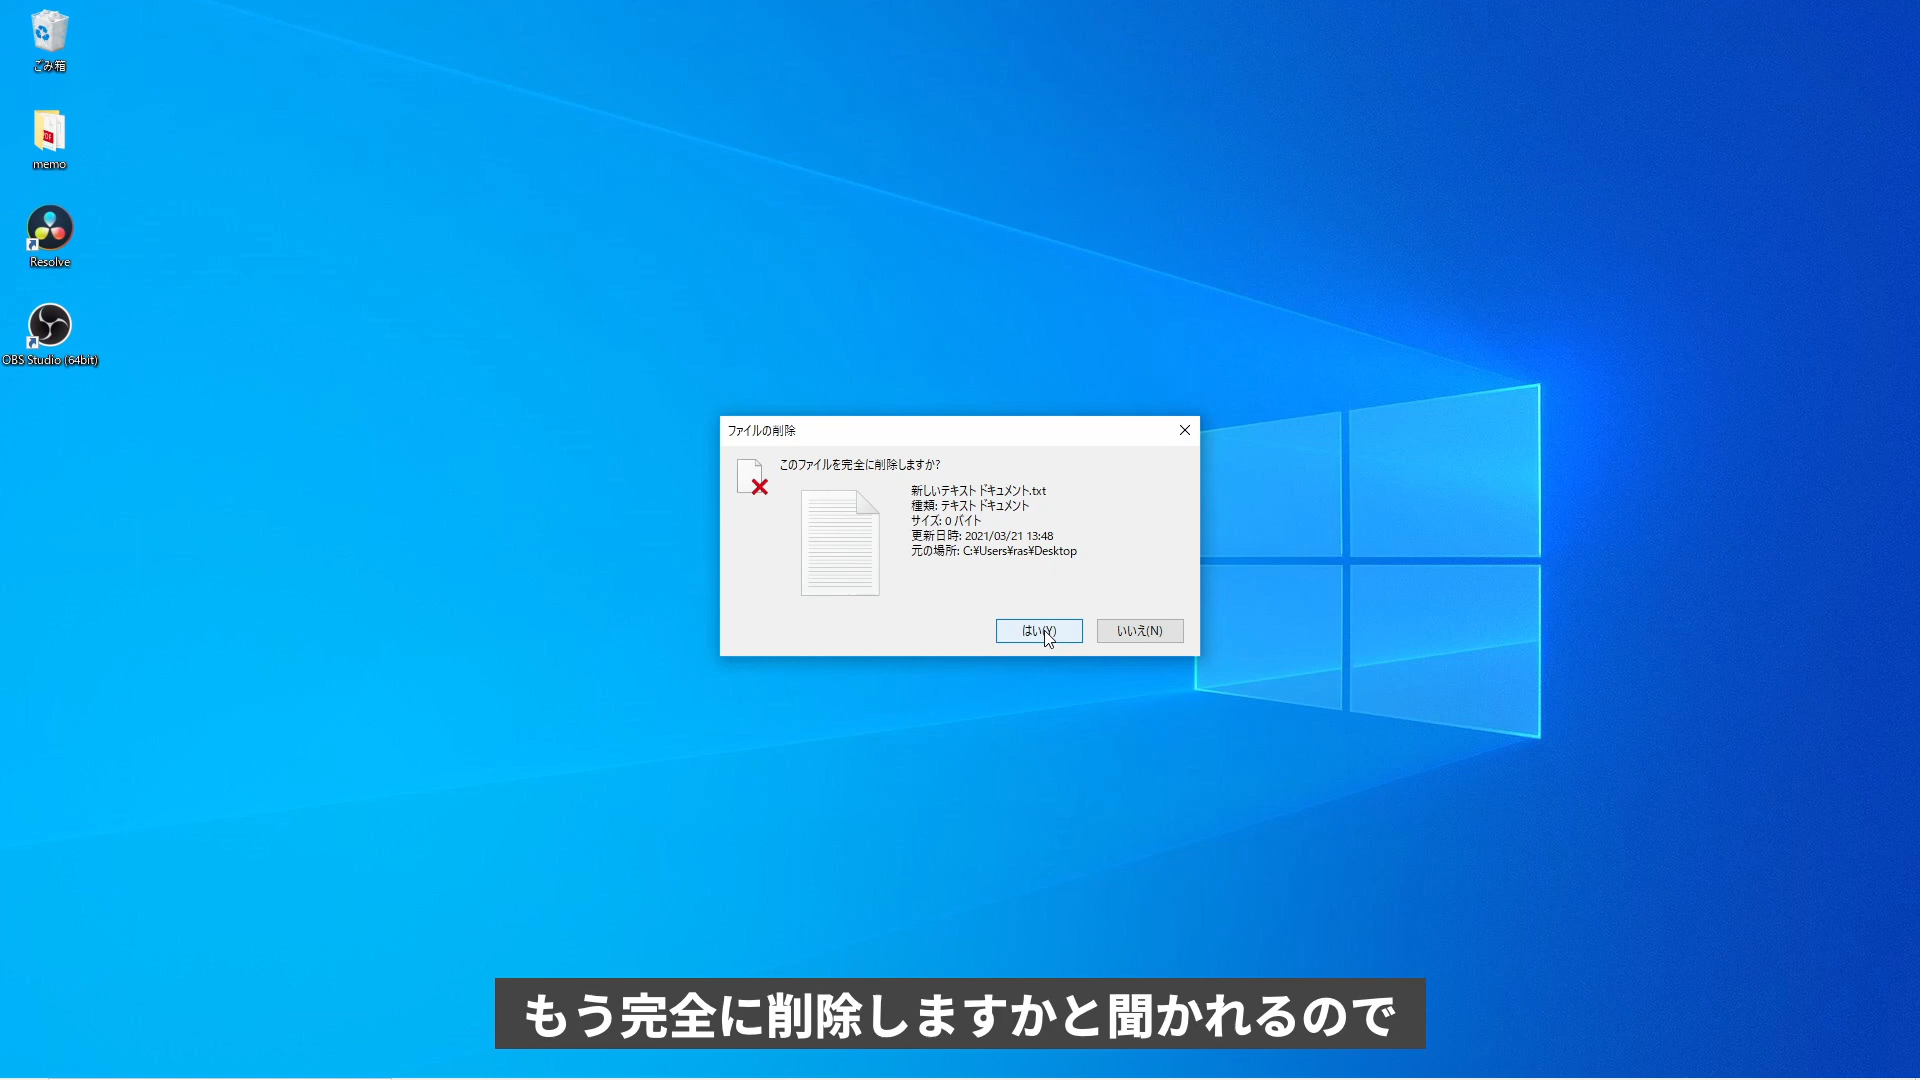 ごみ箱
memo
Resolve
OBS Studio (64bit)
ファイルの削除
このファイルを完全に削除しますか?
新しいテキスト ドキュメント.txt
種類: テキスト ドキュメント
サイズ: 0 バイト
更新日時: 2021/03/21 13:48
元の場所: C:¥Users¥ras¥Desktop
はい(Y)
いいえ(N)
もう完全に削除しますかと聞かれるので